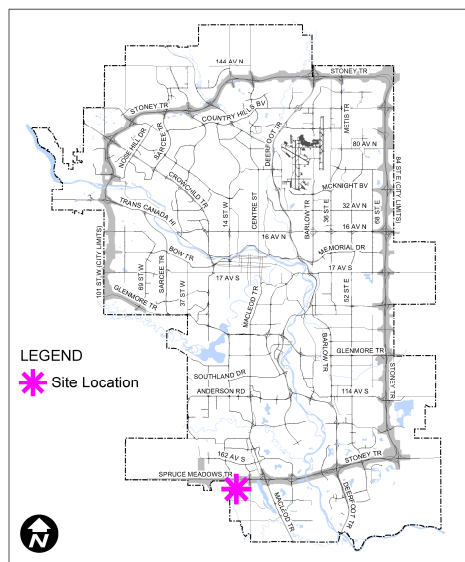 144 AV N
STONEY TR
STONEY TR
COUNTRY HILLS BV
NOSE HILL DR
SARCEE TR
DEERFOOT TR
METIS TR
80 AV N
CROWCHILD TR
MCKNIGHT BV
84 ST E (CITY LIMITS)
TRANS CANADA HI
14 ST W
CENTRE ST
BARLOW TR
36 ST E
32 AV N
68 ST E
16 AV N
16 AV N
BOW TR
MEMORIAL DR
17 AV S
17 AV S
101 ST W (CITY LIMITS)
69 ST W
SARCEE TR
37 ST W
MACLEOD TR
52 ST E
GLENMORE TR
BARLOW TR
GLENMORE TR
LEGEND
Site Location
SOUTHLAND DR
ANDERSON RD
114 AV S
STONEY TR
162 AV S
STONEY TR
SPRUCE MEADOWS TR
MACLEOD TR
DEERFOOT TR
N